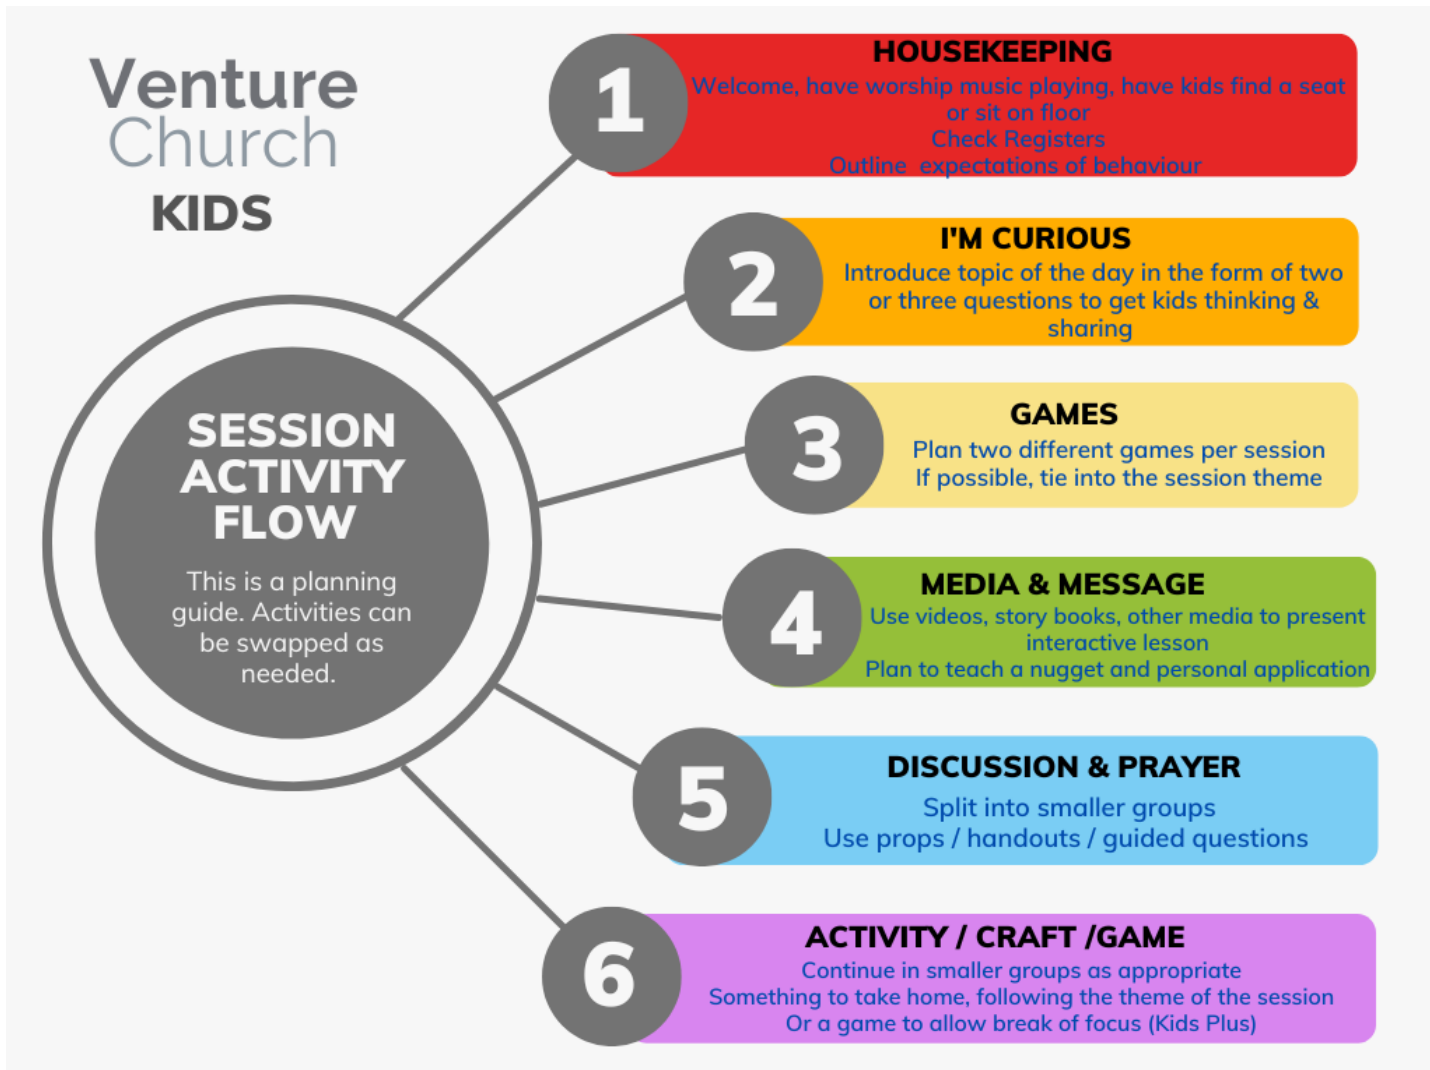 Venture
Church
KIDS
SESSION
ACTIVITY
FLOW
This is a planning
guide. Activities can
be swapped as
needed.
1
HOUSEKEEPING
Welcome, have worship music playing, have kids find a seat
or sit on floor
Check Registers
Outline expectations of behaviour
2
I'M CURIOUS
Introduce topic of the day in the form of two
or three questions to get kids thinking &
sharing
3
GAMES
Plan two different games per session
If possible, tie into the session theme
4
MEDIA & MESSAGE
Use videos, story books, other media to present
interactive lesson
Plan to teach a nugget and personal application
5
DISCUSSION & PRAYER
Split into smaller groups
Use props / handouts / guided questions
6
ACTIVITY / CRAFT /GAME
Continue in smaller groups as appropriate
Something to take home, following the theme of the session
Or a game to allow break of focus (Kids Plus)